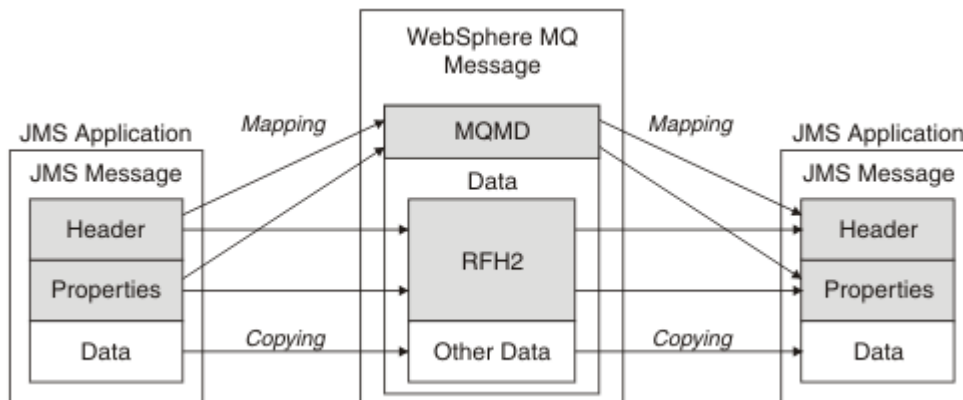 WebSphere MQ
Message
JMS Application
Mapping
MQMD
Mapping
JMS Application
JMS Message
Data
JMS Message
Header
RFH2
Header
Properties
Properties
Data
Copying
Other Data
Copying
Data